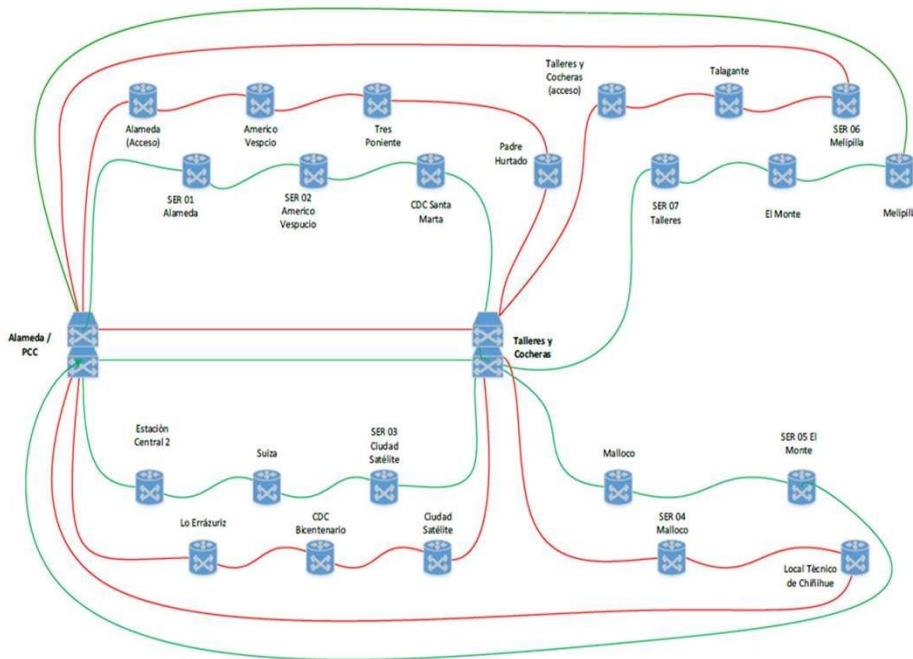 Alameda
(Acceso)
Americo
Vespcio
Tres
Poniente
Padre
Hurtado
Talleres y
Cocheras
(acceso)
Talagante
SER 06
Melipilla
SER 01
Alameda
SER 02
Americo
Vespucio
CDC Santa
Marta
SER 07
Talleres
El Monte
Melipilla
Alameda /
PCC
Talleres y
Cocheras
Estaciòn
Central 2
Suiza
SER 03
Ciudad
Satélite
Malloco
SER 05 El
Monte
Lo Errázuriz
CDC
Bicentenario
Ciudad
Satélite
SER 04
Malloco
Local Tècnico
de Chiñihue